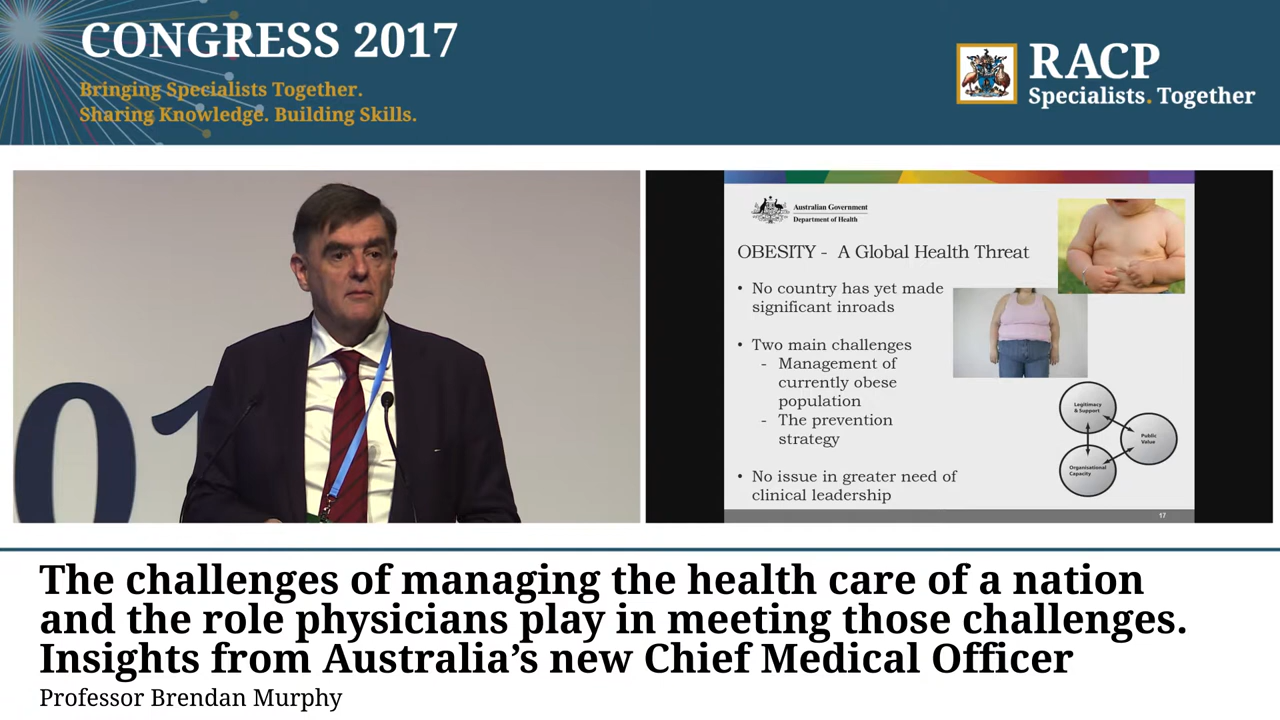 CONGRESS 2017
Bringing Specialists Together.
Sharing Knowledge. Building Skills.
RACP
Specialists. Together
01
Australian Government
Department of Health
OBESITY - A Global Health Threat
• No country has yet made
significant inroads
• Two main challenges
- Management of
currently obese
population
- The prevention
strategy
• No issue in greater need of
clinical leadership
Legitimacy
& Support
Public
Value
Organisational
Capacity
17
The challenges of managing the health care of a nation
and the role physicians play in meeting those challenges.
Insights from Australia’s new Chief Medical Officer
Professor Brendan Murphy